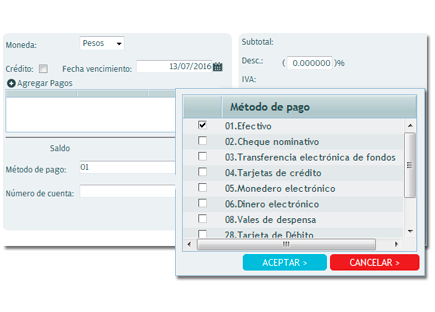 Moneda: Pesos
Crédito: Fecha vencimiento: 13/07/2016
Agregar Pagos
Saldo
Método de pago: 01
Número de cuenta:
Subtotal:
Desc.: ( 0.000000 )%
IVA:
Método de pago
01.Efectivo
02.Cheque nominativo
03.Transferencia electrónica de fondos
04.Tarjetas de crédito
05.Monedero electrónico
06.Dinero electrónico
08.Vales de despensa
28.Tarjeta de Débito
ACEPTAR >
CANCELAR >